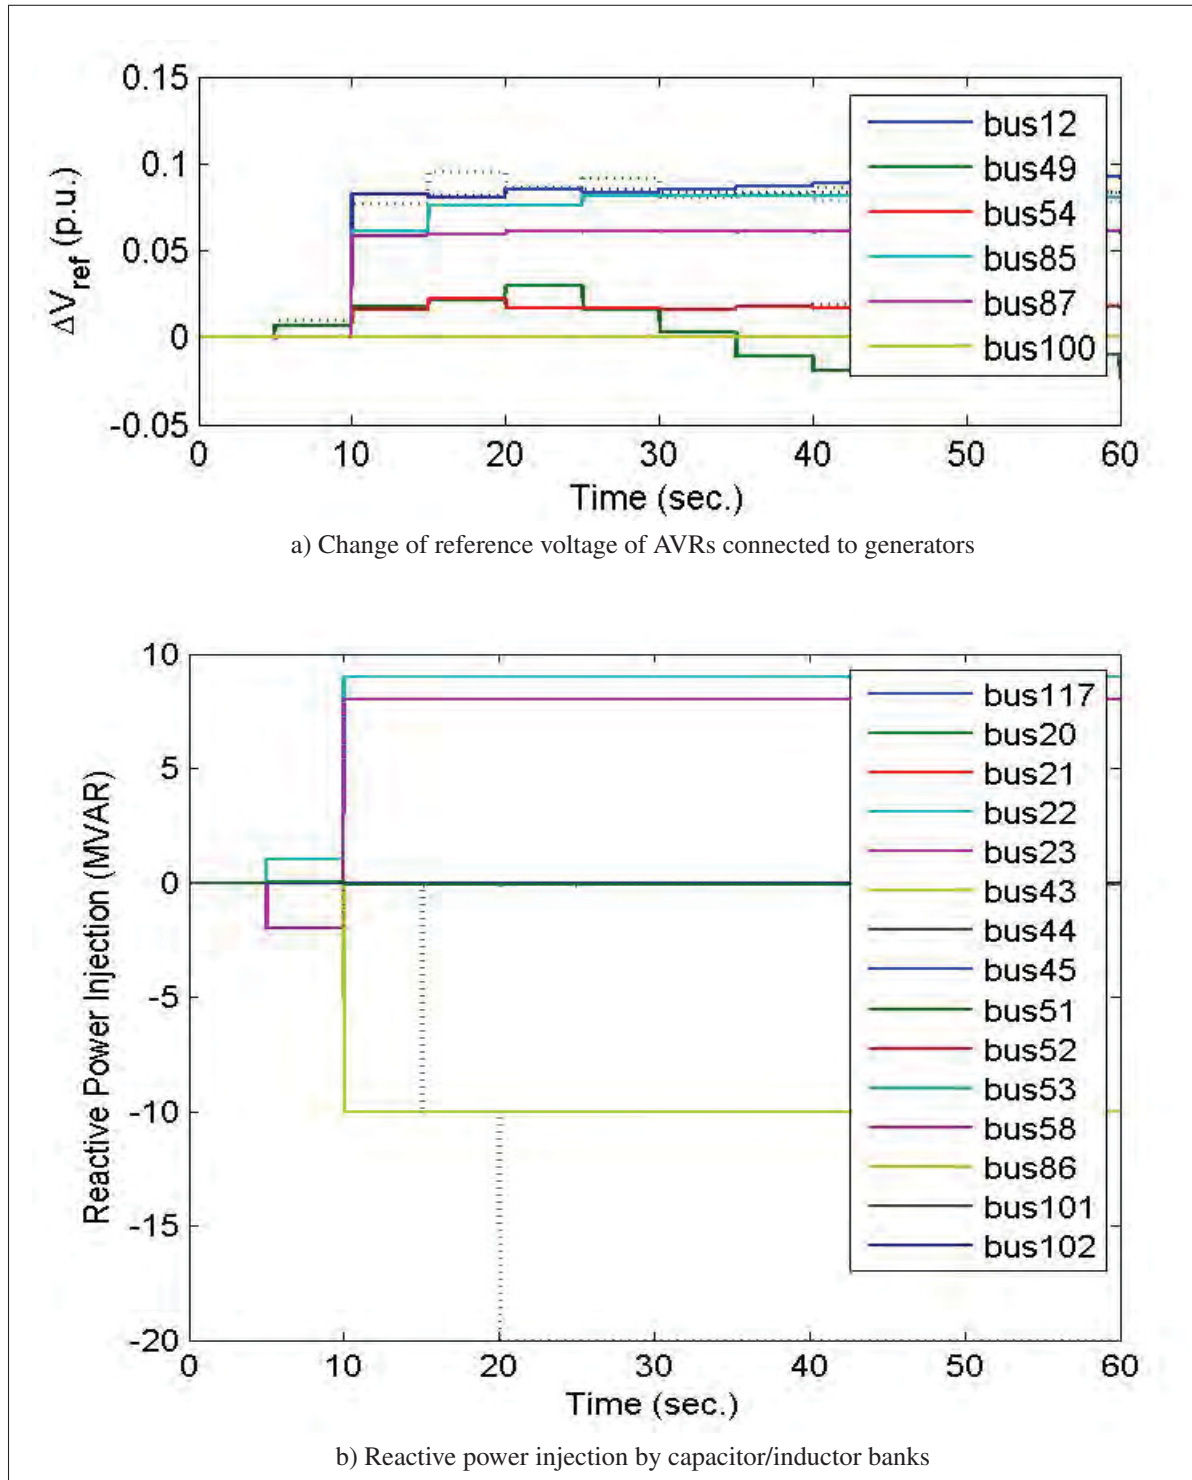 0.15
0.1
0.05
0
-0.05
ΔVref (p.u.)
bus12
bus49
bus54
bus85
bus87
bus100
0 10 20 30 40 50 60
Time (sec.)
a) Change of reference voltage of AVRs connected to generators
10
5
0
-5
-10
-15
-20
Reactive Power Injection (MVAR)
bus117
bus20
bus21
bus22
bus23
bus43
bus44
bus45
bus51
bus52
bus53
bus58
bus86
bus101
bus102
0 10 20 30 40 50 60
Time (sec.)
b) Reactive power injection by capacitor/inductor banks